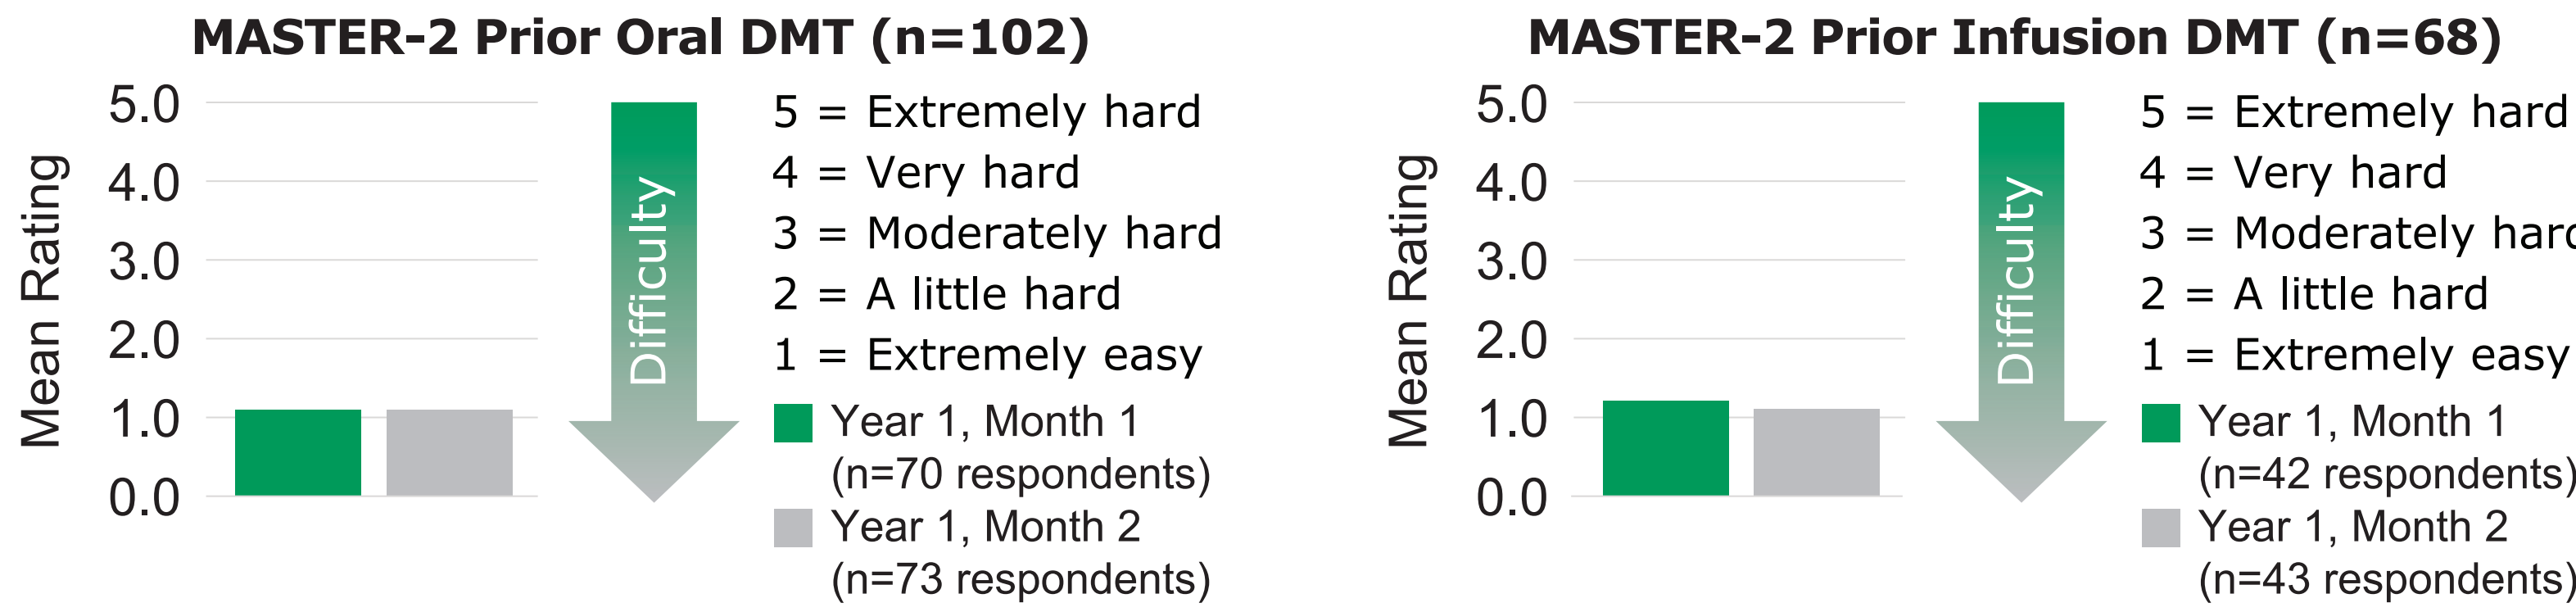 MASTER-2 Prior Oral DMT (n=102)
Mean Rating
5.0
4.0
3.0
2.0
1.0
0.0
Difficulty
5 = Extremely hard
4 = Very hard
3 = Moderately hard
2 = A little hard
1 = Extremely easy
Year 1, Month 1
(n=70 respondents)
Year 1, Month 2
(n=73 respondents)
MASTER-2 Prior Infusion DMT (n=68)
Mean Rating
5.0
4.0
3.0
2.0
1.0
0.0
Difficulty
5 = Extremely hard
4 = Very hard
3 = Moderately hard
2 = A little hard
1 = Extremely easy
Year 1, Month 1
(n=42 respondents)
Year 1, Month 2
(n=43 respondents)